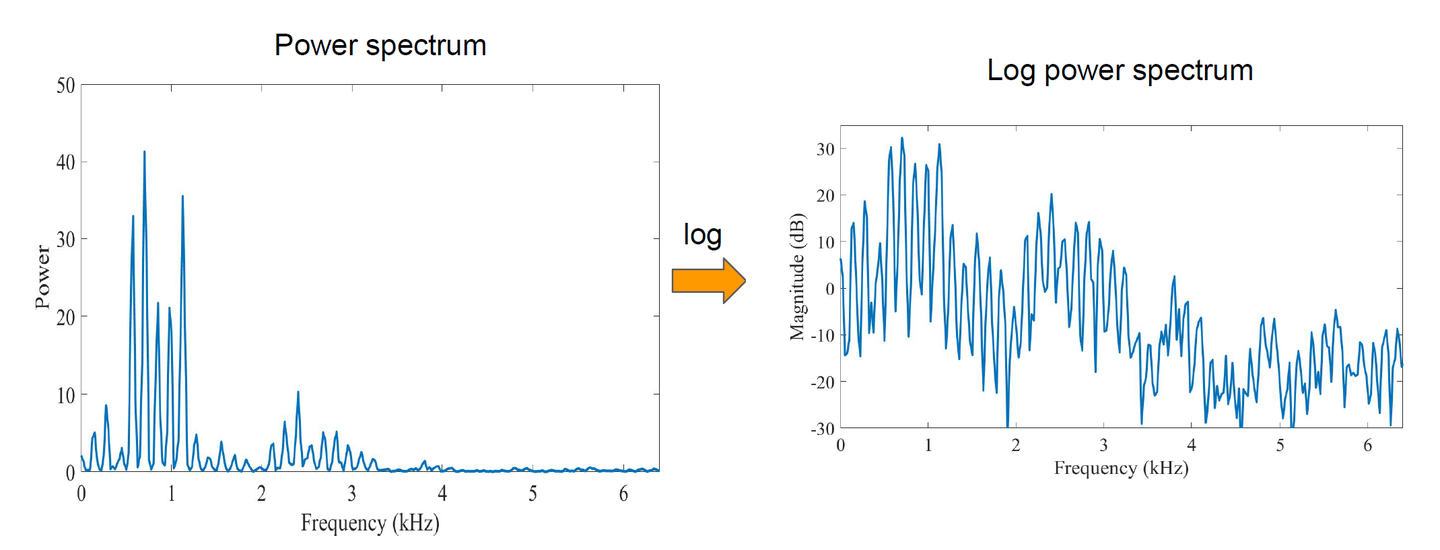 Power spectrum
50
40
30
20
10
0
Power
0 1 2 3 4 5 6
Frequency (kHz)
log
Log power spectrum
30
20
10
0
-10
-20
-30
Magnitude (dB)
0 1 2 3 4 5 6
Frequency (kHz)